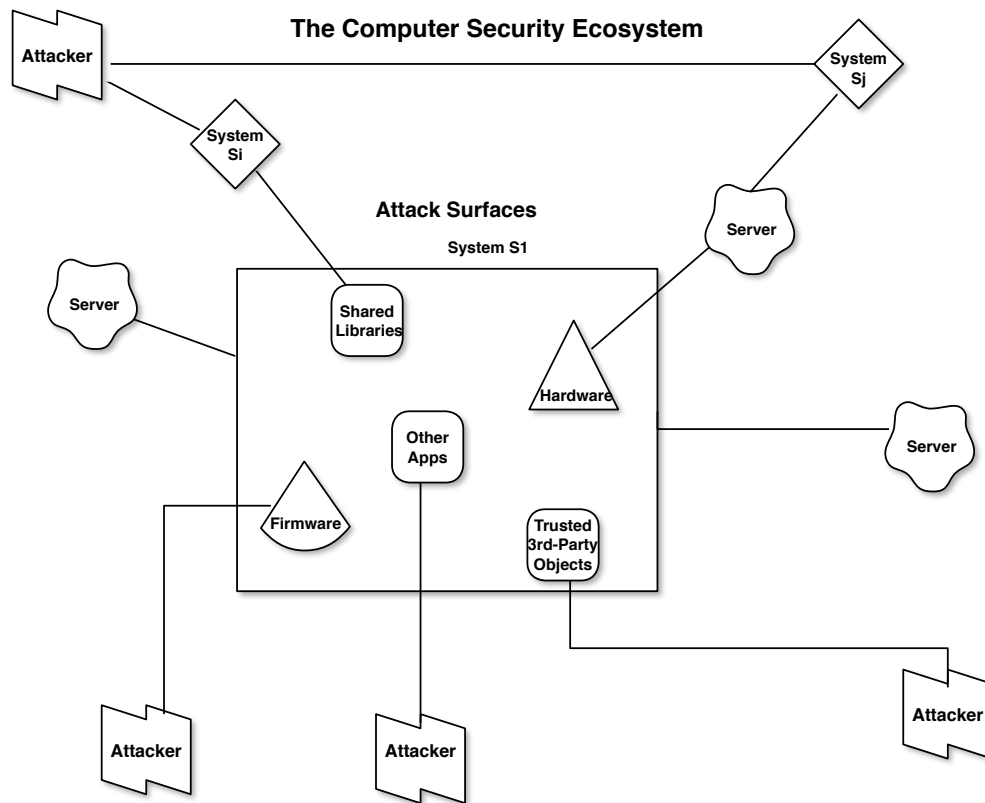 The Computer Security Ecosystem
Attacker
System
Sj
System
Si
Attack Surfaces
Server
System S1
Server
Shared
Libraries
Hardware
Other
Apps
Server
Firmware
Trusted
3rd-Party
Objects
Attacker
Attacker
Attacker